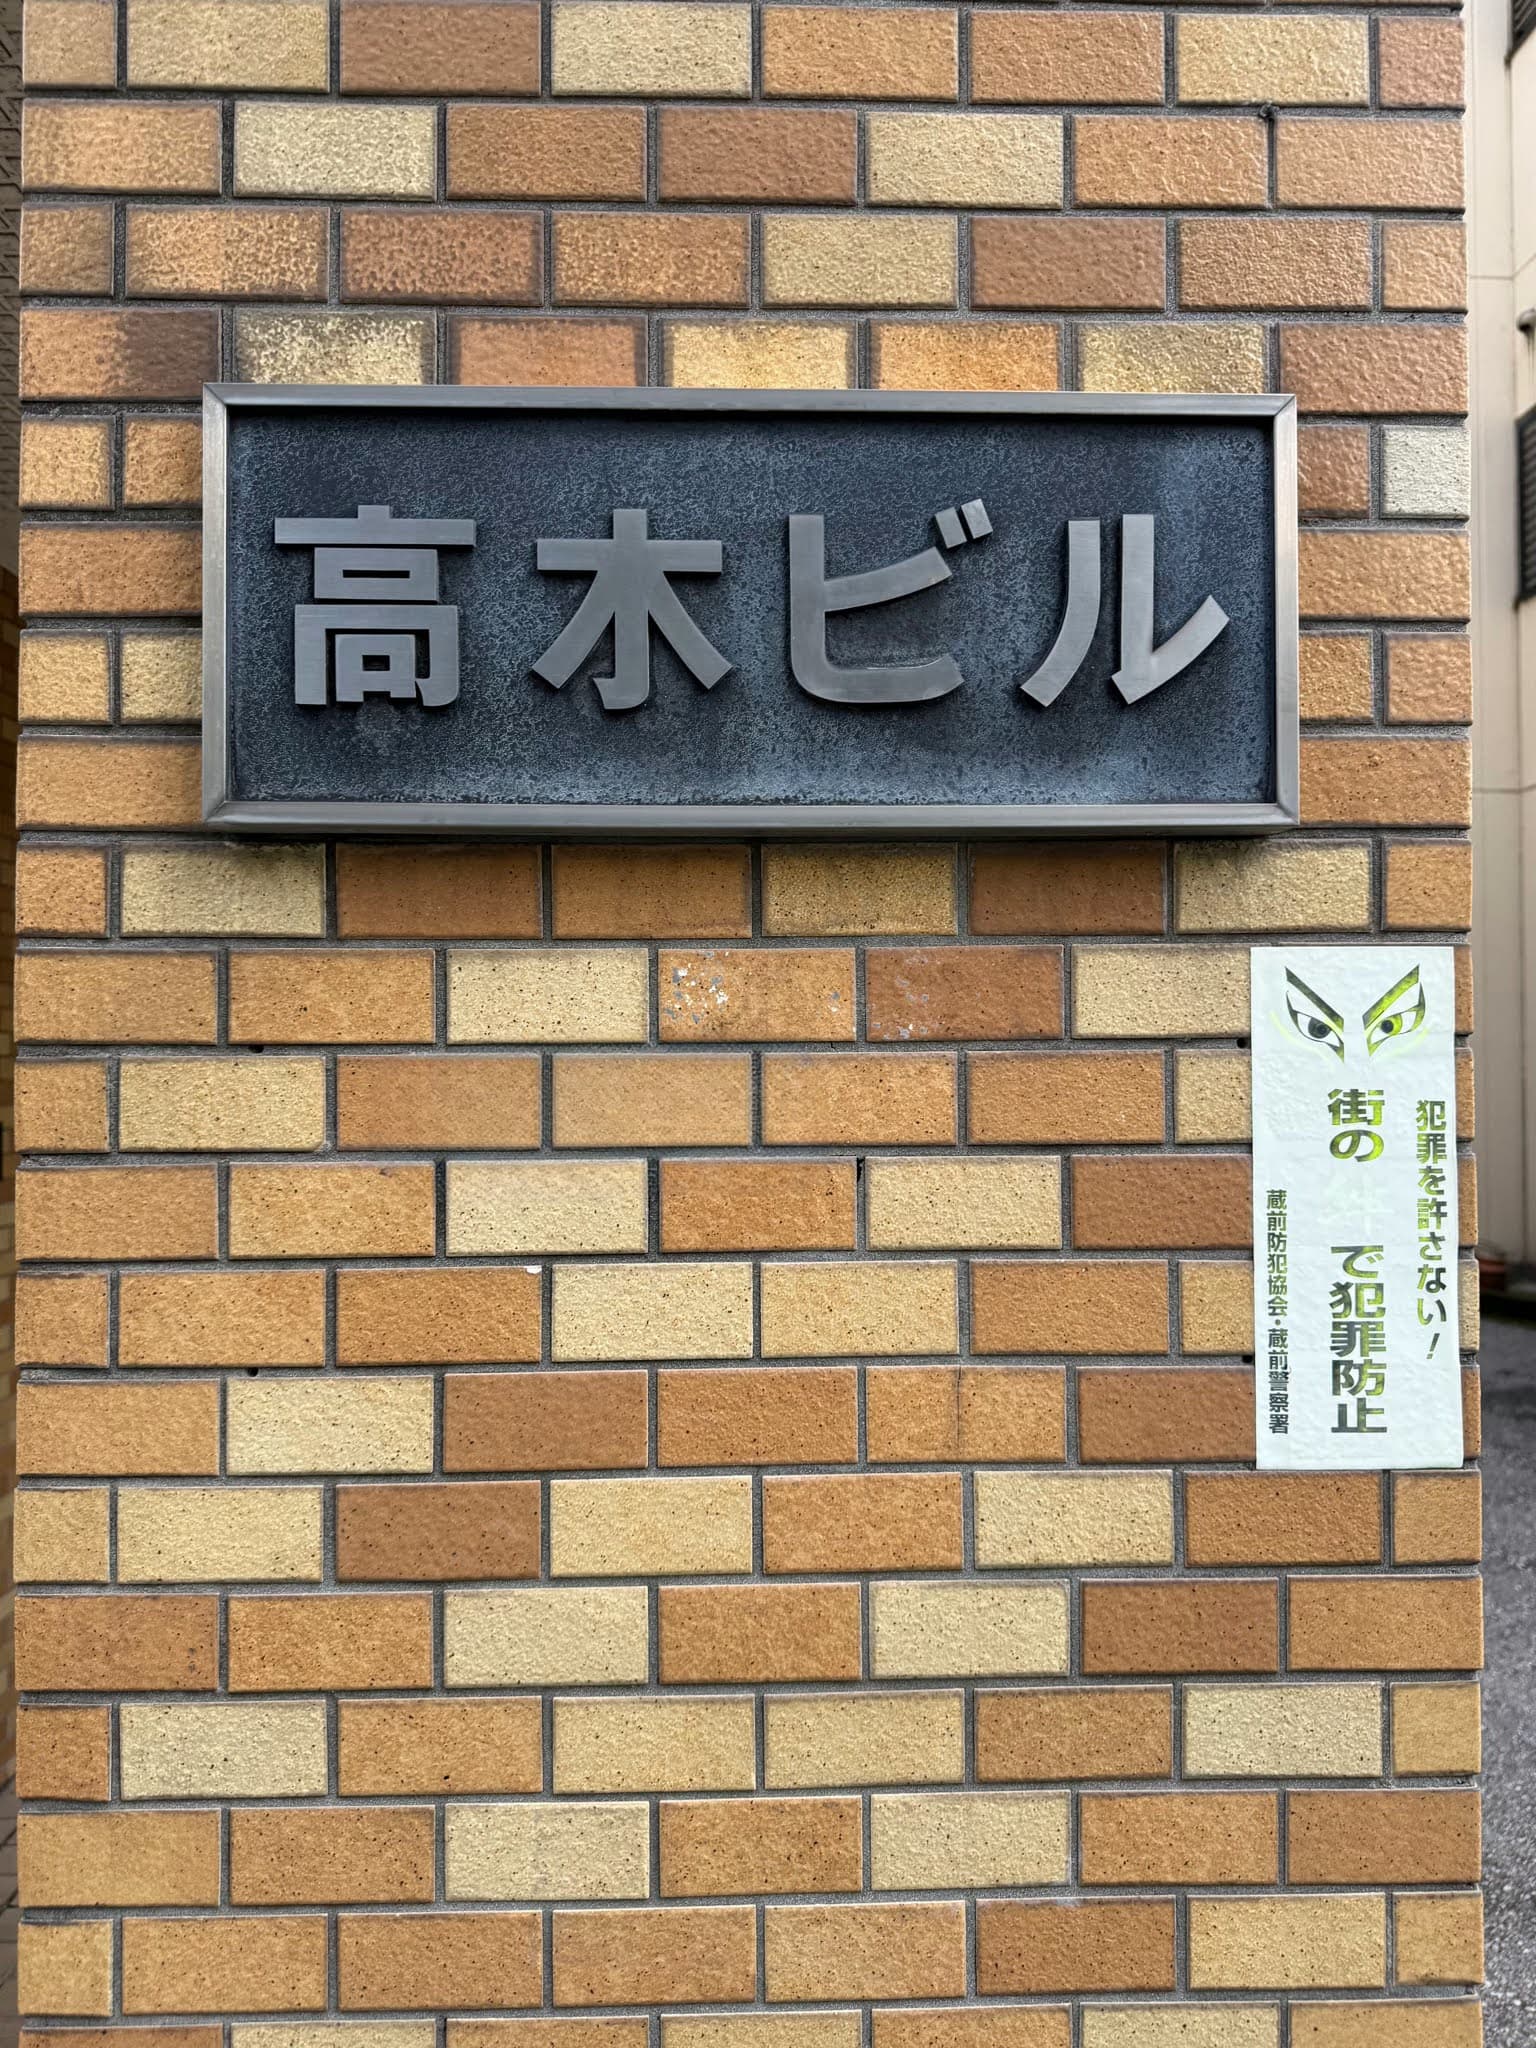 高木ビル
犯罪を許さない!
街の絆で犯罪防止
蔵前防犯協会・蔵前警察署